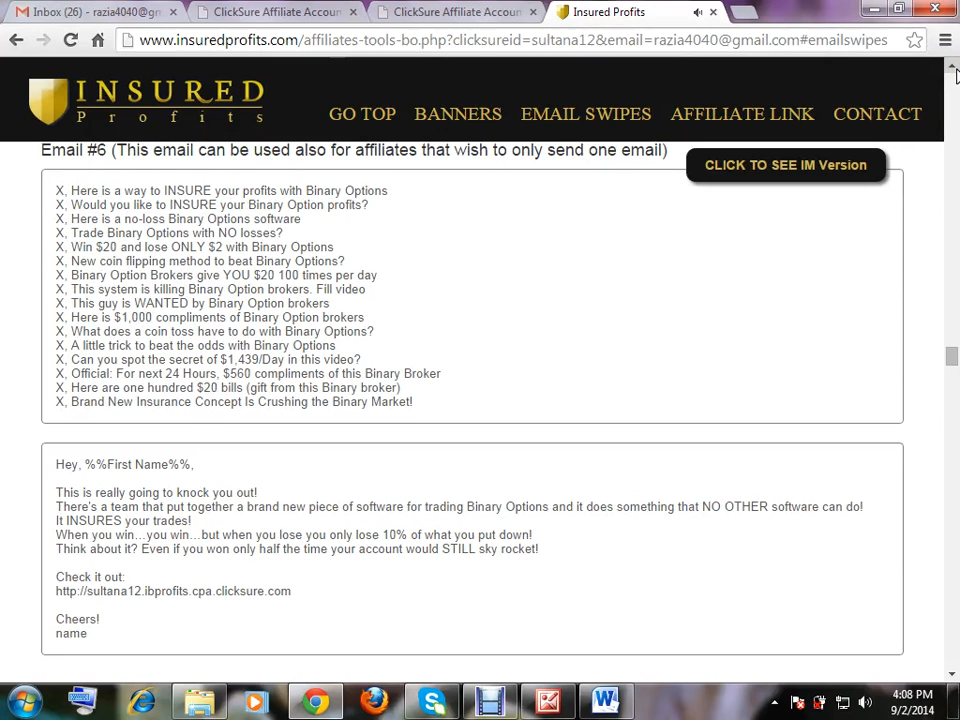 Inbox (26) - razia4040@gm
ClickSure Affiliate Accoun
ClickSure Affiliate Accoun
Insured Profits
www.insuredprofits.com/affiliates-tools-bo.php?clicksureid=sultana12&email=razia4040@gmail.com#emailswipes
INSURED
Profits
GO TOP BANNERS EMAIL SWIPES AFFILIATE LINK CONTACT
Email #6 (This email can be used also for affiliates that wish to only send one email)
CLICK TO SEE IM Version
X, Here is a way to INSURE your profits with Binary Options
X, Would you like to INSURE your Binary Option profits?
X, Here is a no-loss Binary Options software
X, Trade Binary Options with NO losses?
X, Win $20 and lose ONLY $2 with Binary Options
X, New coin flipping method to beat Binary Options?
X, Binary Option Brokers give YOU $20 100 times per day
X, This system is killing Binary Option brokers. Fill video
X, This guy is WANTED by Binary Option brokers
X, Here is $1,000 compliments of Binary Option brokers
X, What does a coin toss have to do with Binary Options?
X, A little trick to beat the odds with Binary Options
X, Can you spot the secret of $1,439/Day in this video?
X, Official: For next 24 Hours, $560 compliments of this Binary Broker
X, Here are one hundred $20 bills (gift from this Binary broker)
X, Brand New Insurance Concept Is Crushing the Binary Market!
Hey, %%First Name%%,
This is really going to knock you out!
There's a team that put together a brand new piece of software for trading Binary Options and it does something that NO OTHER software can do!
It INSURES your trades!
When you win…you win…but when you lose you only lose 10% of what you put down!
Think about it? Even if you won only half the time your account would STILL sky rocket!
Check it out:
http://sultana12.ibprofits.cpa.clicksure.com
Cheers!
name
4:08 PM
9/2/2014